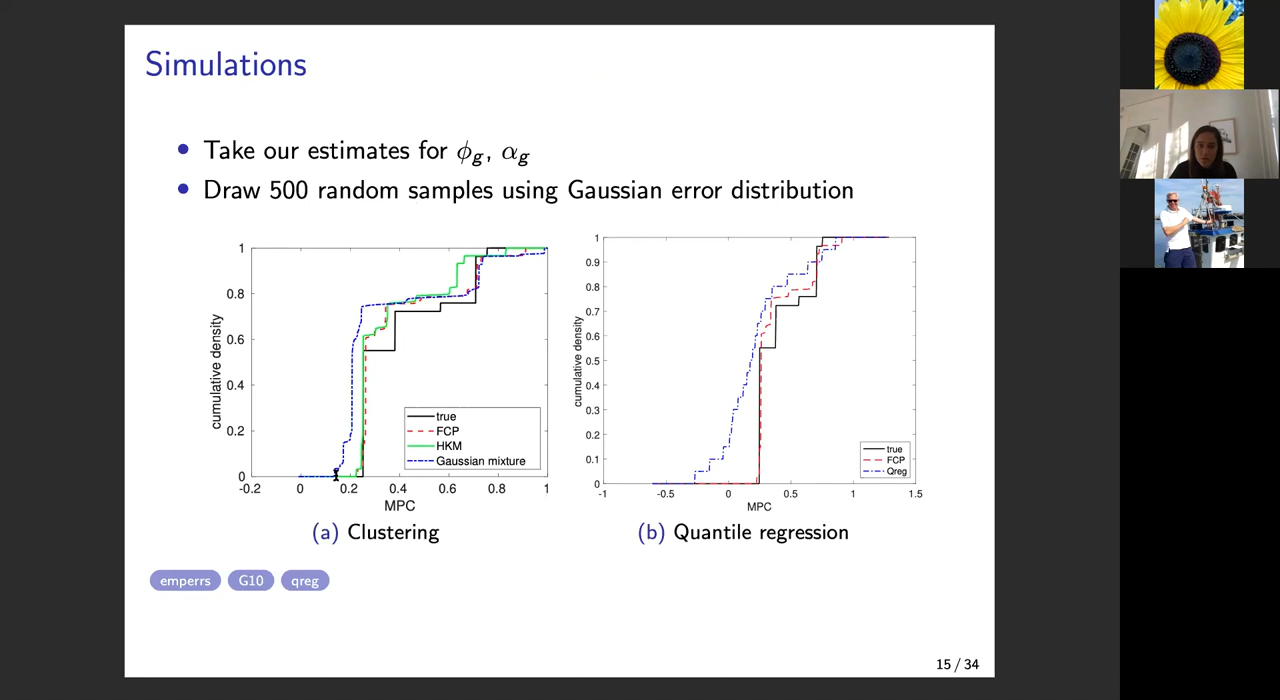 Simulations
• Take our estimates for ϕg, αg
• Draw 500 random samples using Gaussian error distribution
1
0.8
0.6
0.4
0.2
0
cumulative density
true
FCP
HKM
Gaussian mixture
-0.2 0 0.2 0.4 0.6 0.8 1
MPC
(a) Clustering
1
0.9
0.8
0.7
0.6
0.5
0.4
0.3
0.2
0.1
0
cumulative density
true
FCP
Qreg
-1 -0.5 0 0.5 1 1.5
MPC
(b) Quantile regression
emperrs G10 qreg
15 / 34